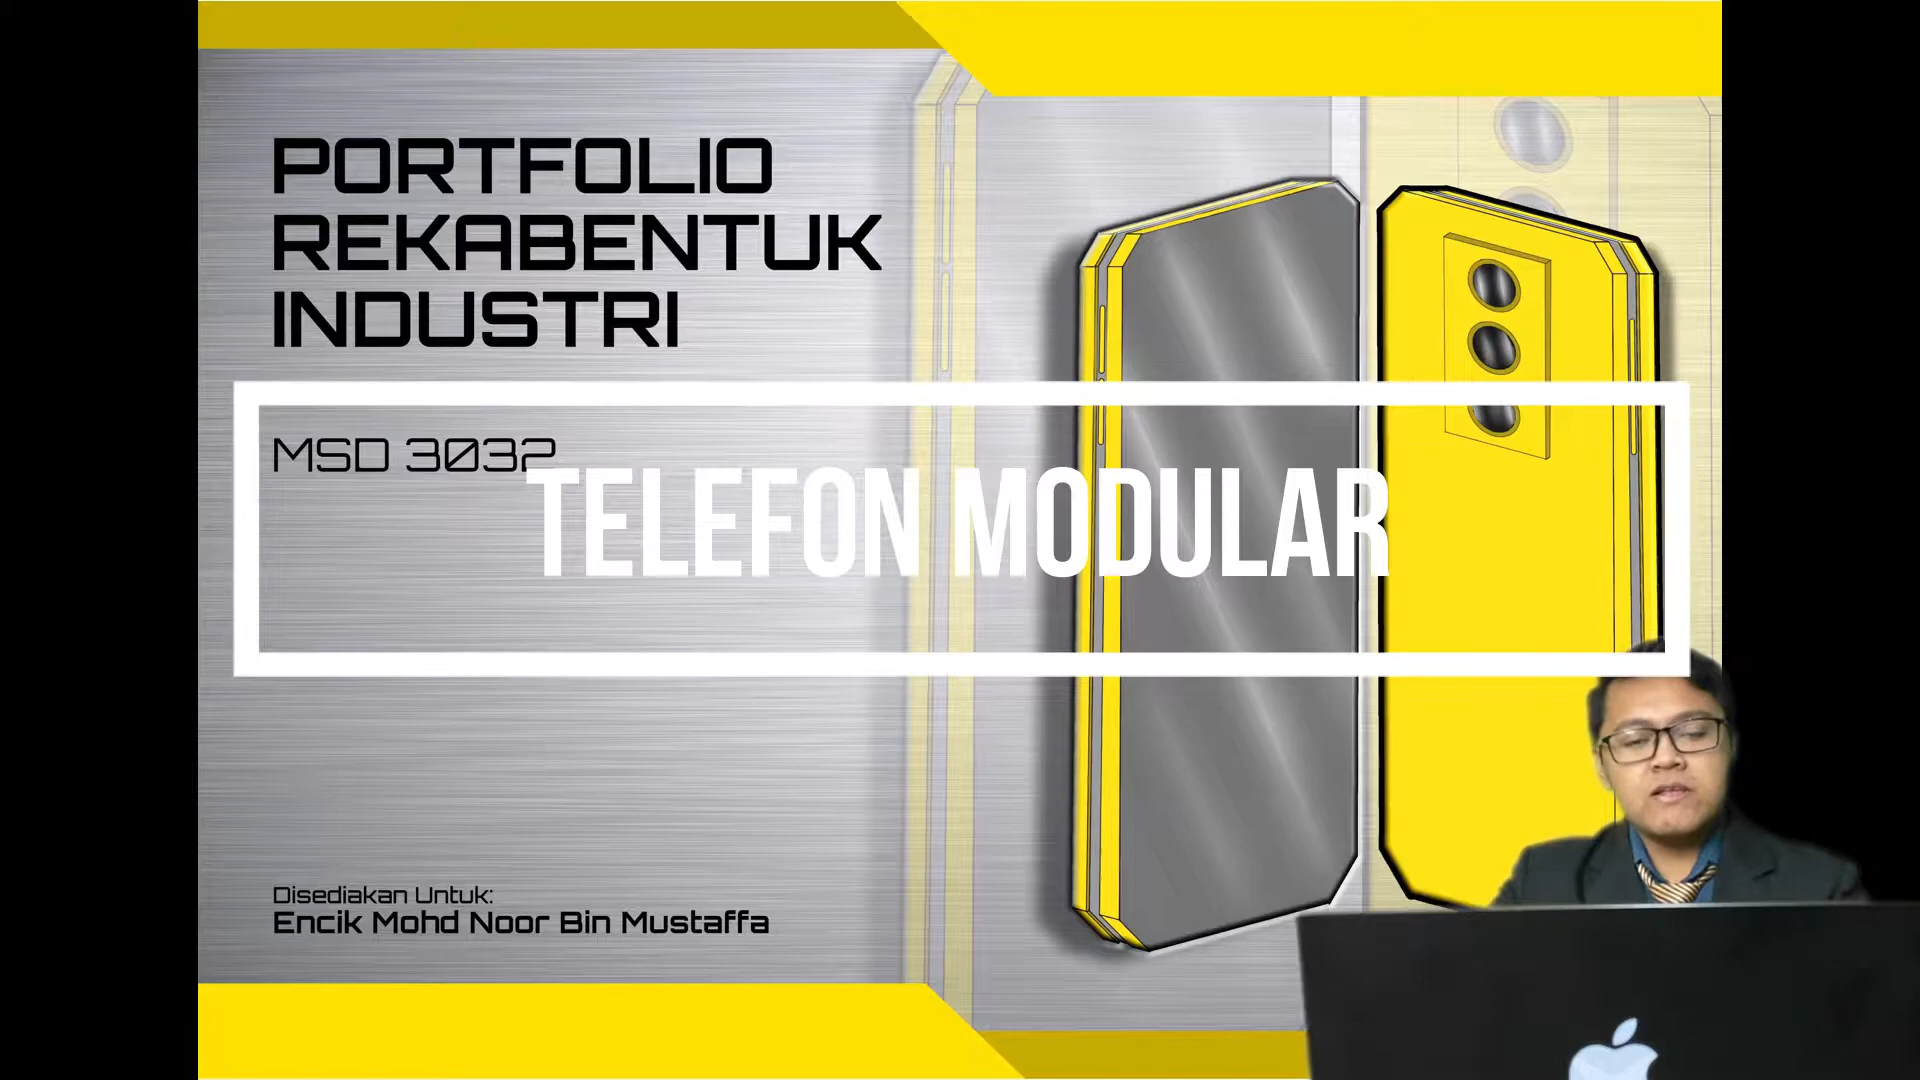 PORTFOLIO
REKABENTUK
INDUSTRI
MSD 3032
TELEFON MODULAR
Disediakan Untuk:
Encik Mohd Noor Bin Mustaffa